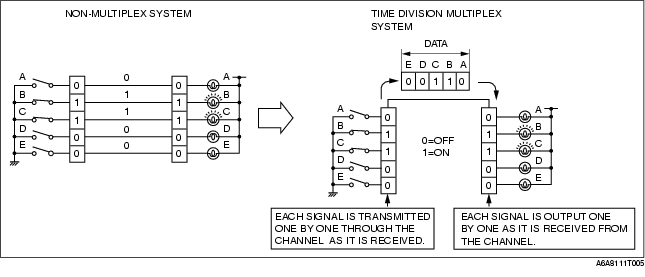 NON-MULTIPLEX SYSTEM
A 0 0 0 A
B 1 1 1 B
C 1 1 1 C
D 0 0 0 D
E 0 0 0 E
TIME DIVISION MULTIPLEX
SYSTEM
DATA
E D C B A
0 0 1 1 0
A 0 0 A
B 1 1 B
C 1 1 C
D 0 0 D
E 0 0 E
0=OFF
1=ON
EACH SIGNAL IS TRANSMITTED
ONE BY ONE THROUGH THE
CHANNEL AS IT IS RECEIVED.
EACH SIGNAL IS OUTPUT ONE
BY ONE AS IT IS RECEIVED FROM
THE CHANNEL.
A6A8111T005